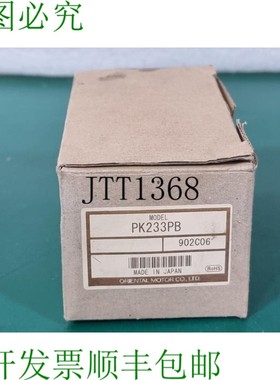 图必究
JTT1368
MODEL
PK233PB
902C06
MADE IN JAPAN
RoHS
ORIENTAL MOTOR CO., LTD.
开发票顺丰包邮